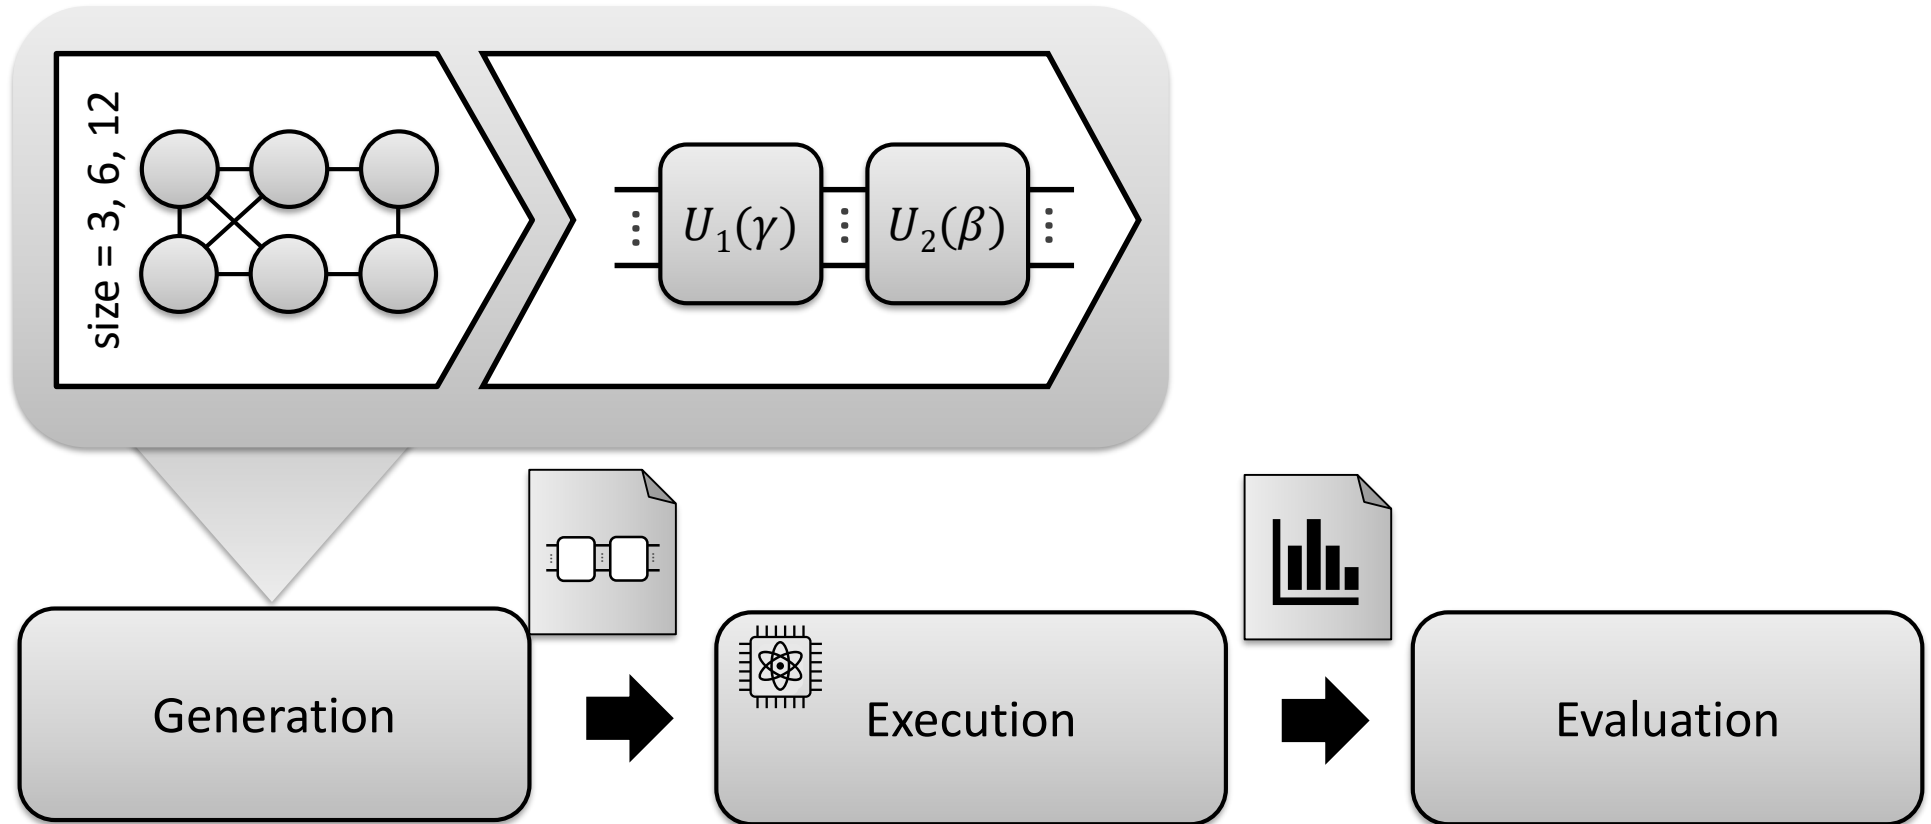 size = 3, 6, 12
U₁(γ)
U₂(β)
Generation
Execution
Evaluation